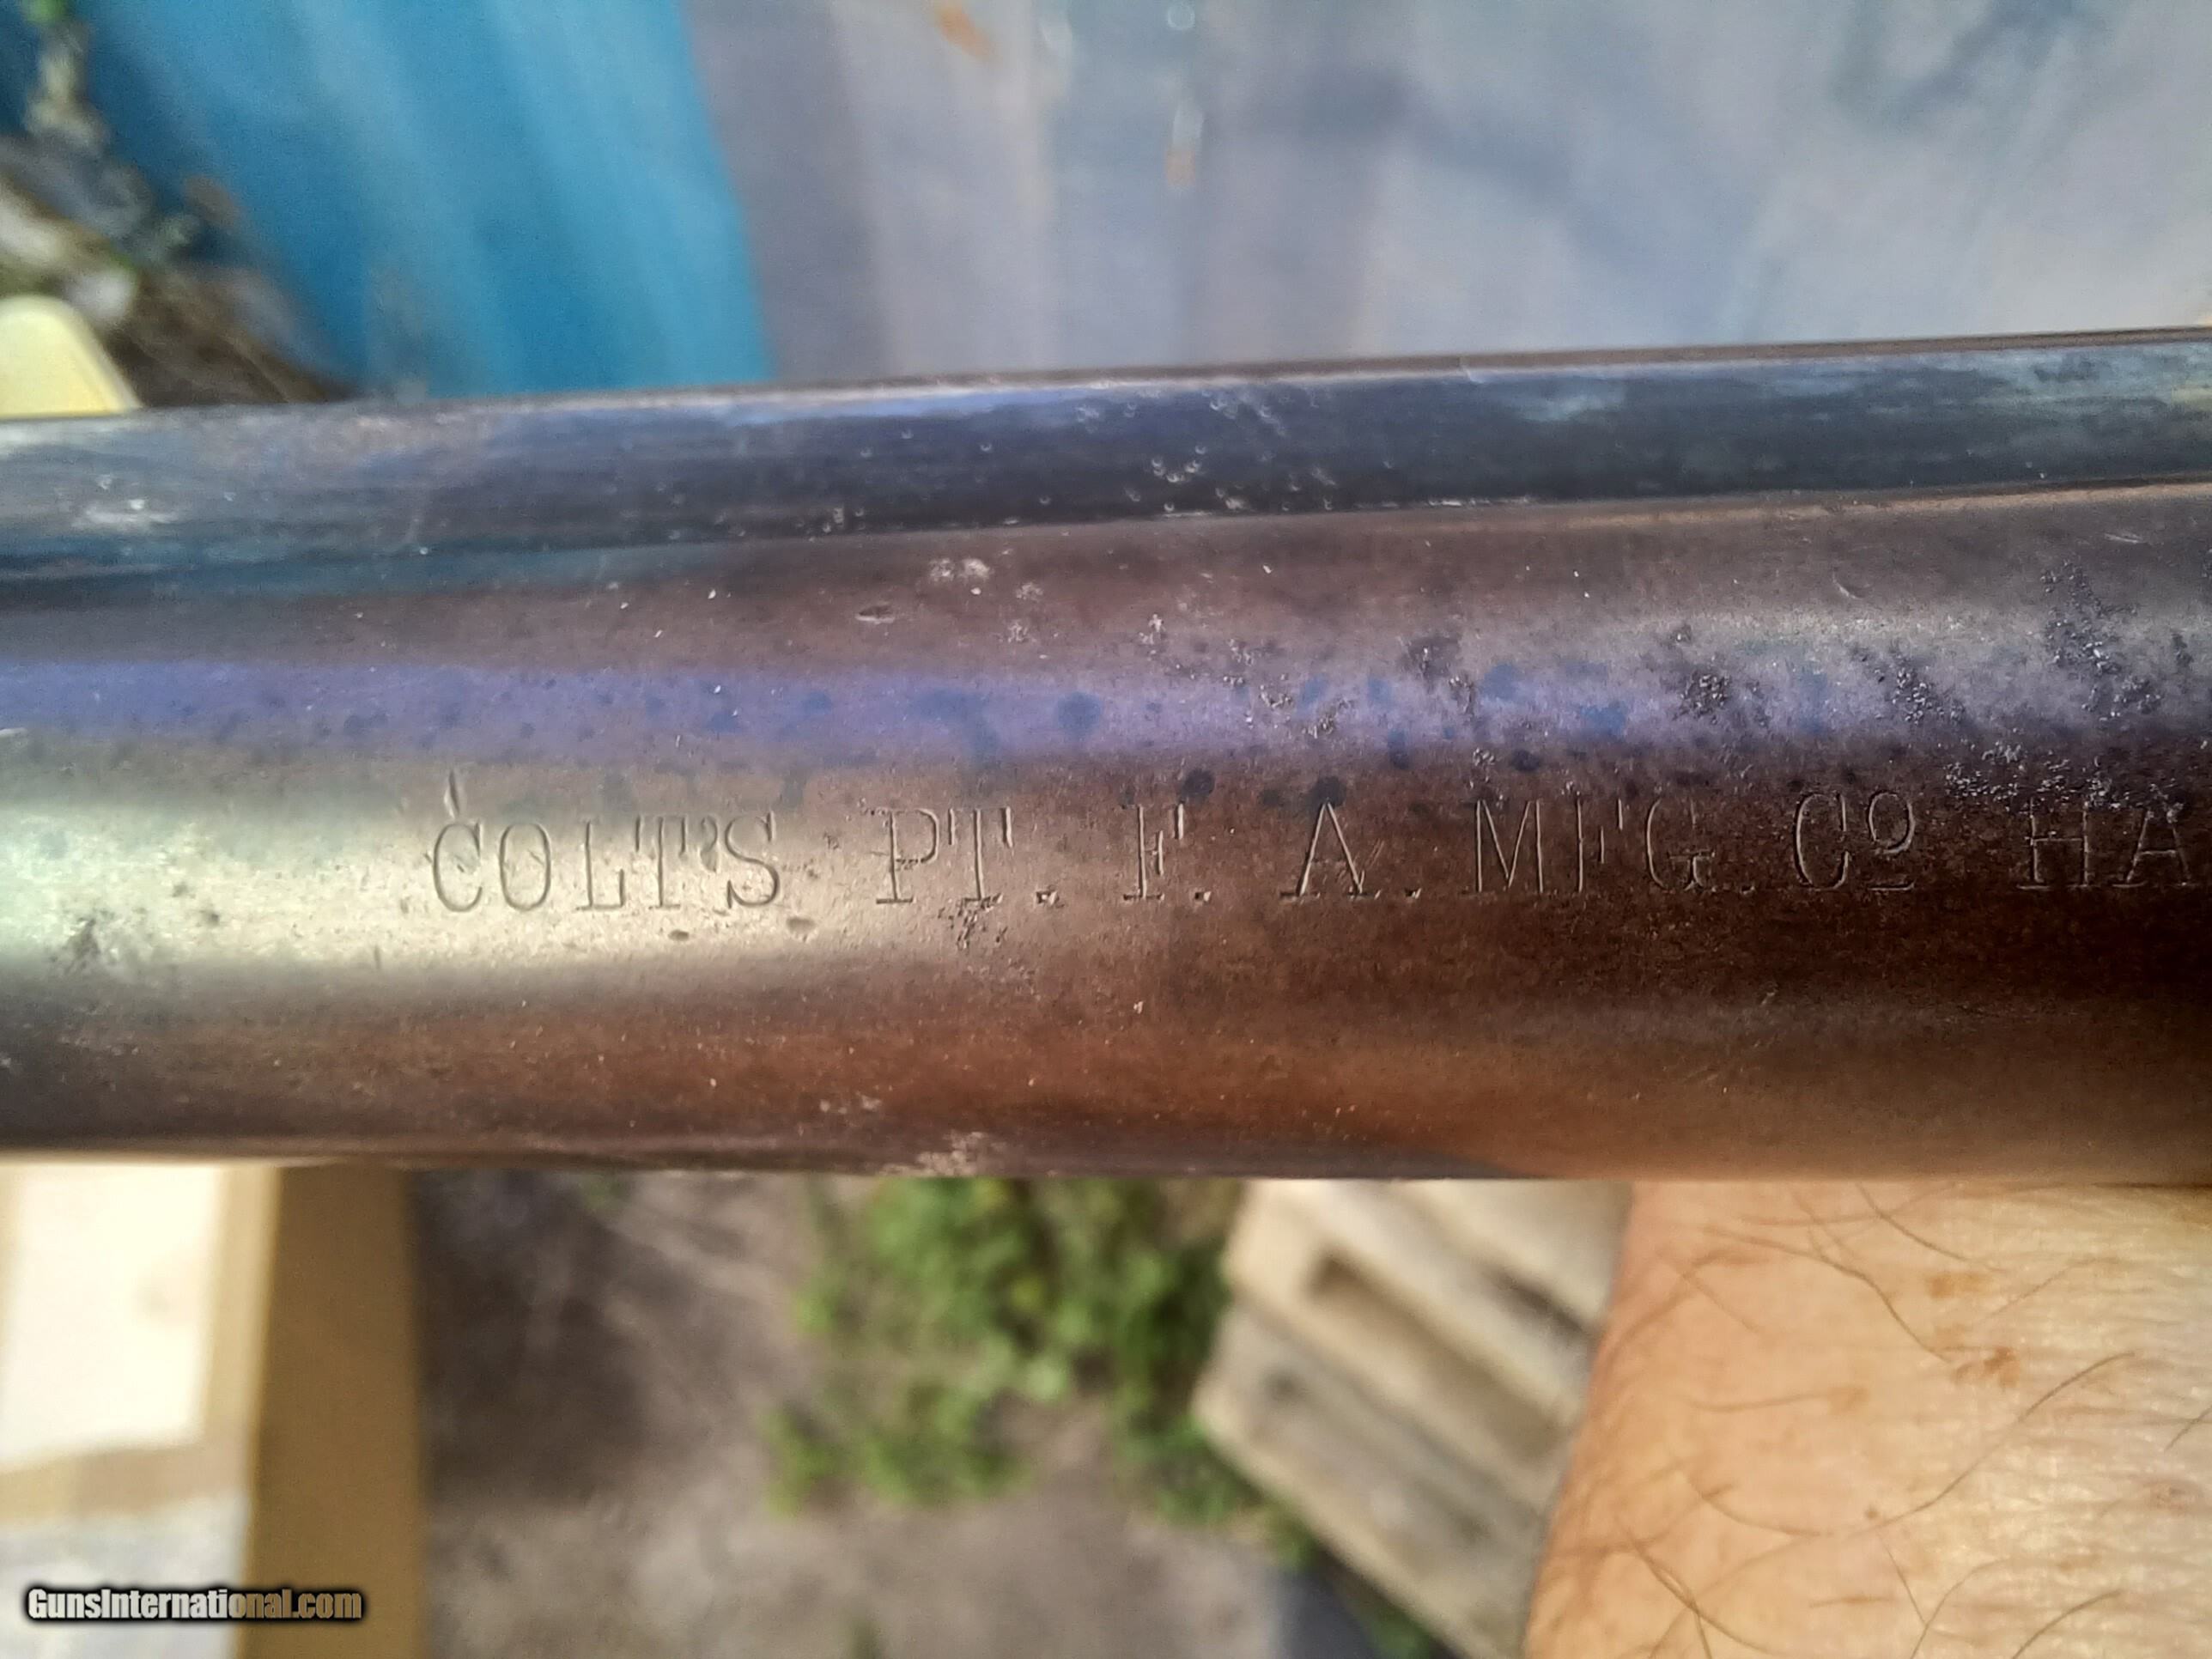 COLT'S PT. F. A. MFG. Cº HA
GunsInternational.com